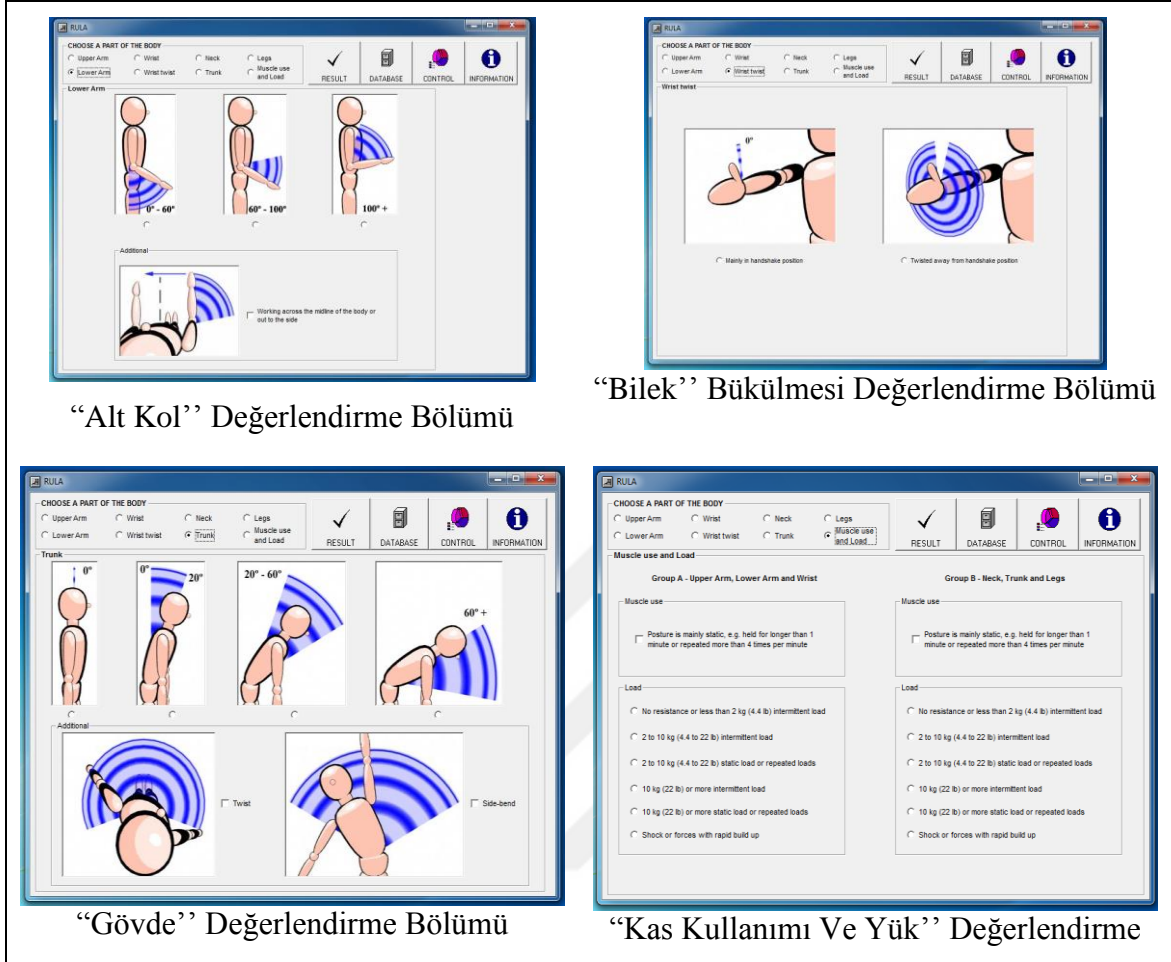 RULA
CHOOSE A PART OF THE BODY
Upper Arm Wrist Neck Legs
Lower Arm Wrist twist Trunk Muscle use and Load
RESULT DATABASE CONTROL INFORMATION
Lower Arm
0° - 60° 60° - 100° 100° +
Additional
Working across the midline of the body or
out to the side
“Alt Kol’’ Değerlendirme Bölümü
RULA
CHOOSE A PART OF THE BODY
Upper Arm Wrist Neck Legs
Lower Arm Wrist twist Trunk Muscle use and Load
RESULT DATABASE CONTROL INFORMATION
Wrist twist
0°
Mainly in handshake position Twisted away from handshake position
“Bilek’’ Bükülmesi Değerlendirme Bölümü
RULA
CHOOSE A PART OF THE BODY
Upper Arm Wrist Neck Legs
Lower Arm Wrist twist Trunk Muscle use and Load
RESULT DATABASE CONTROL INFORMATION
Trunk
0° 0° 20° 20° - 60° 60° +
Additional
Twist Side-bend
“Gövde’’ Değerlendirme Bölümü
RULA
CHOOSE A PART OF THE BODY
Upper Arm Wrist Neck Legs
Lower Arm Wrist twist Trunk Muscle use and Load
RESULT DATABASE CONTROL INFORMATION
Muscle use and Load
Group A - Upper Arm, Lower Arm and Wrist
Muscle use
Posture is mainly static, e.g. held for longer than 1
minute or repeated more than 4 times per minute
Load
No resistance or less than 2 kg (4.4 lb) intermittent load
2 to 10 kg (4.4 to 22 lb) intermittent load
2 to 10 kg (4.4 to 22 lb) static load or repeated loads
10 kg (22 lb) or more intermittent load
10 kg (22 lb) or more static load or repeated loads
Shock or forces with rapid build up
Group B - Neck, Trunk and Legs
Muscle use
Posture is mainly static, e.g. held for longer than 1
minute or repeated more than 4 times per minute
Load
No resistance or less than 2 kg (4.4 lb) intermittent load
2 to 10 kg (4.4 to 22 lb) intermittent load
2 to 10 kg (4.4 to 22 lb) static load or repeated loads
10 kg (22 lb) or more intermittent load
10 kg (22 lb) or more static load or repeated loads
Shock or forces with rapid build up
“Kas Kullanımı Ve Yük’’ Değerlendirme